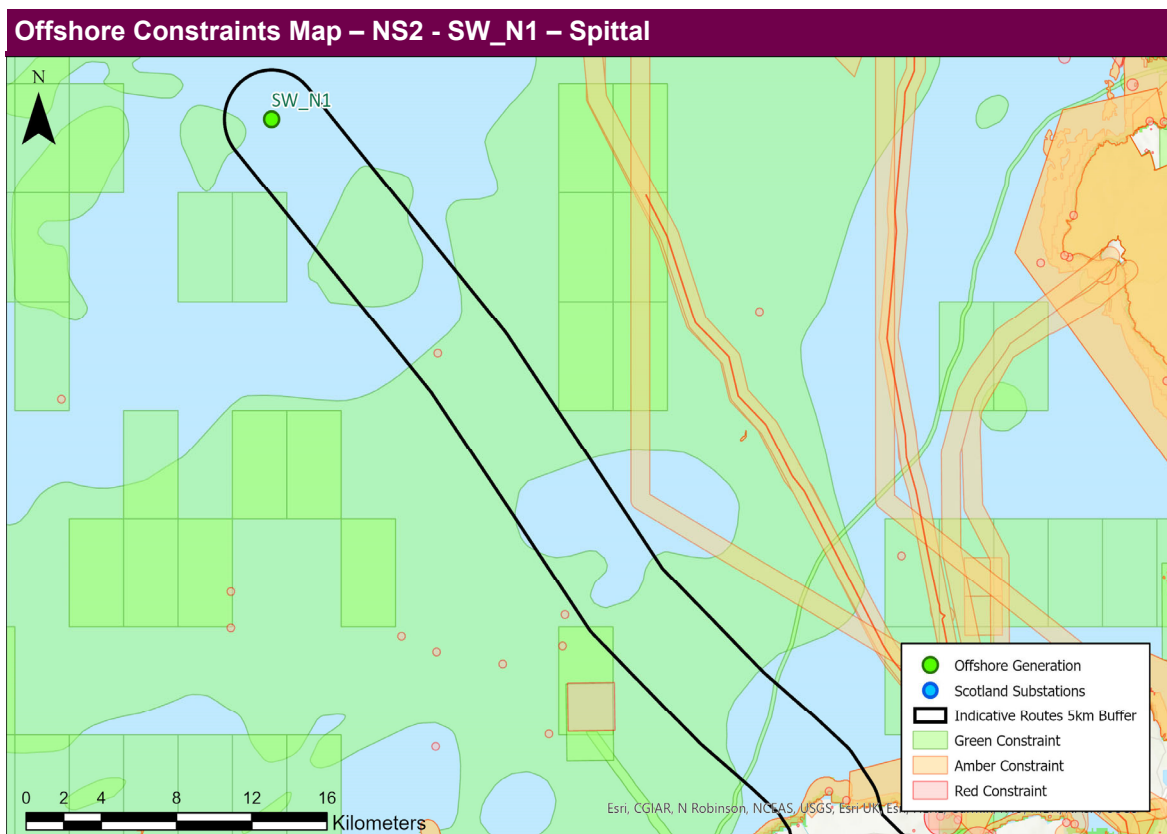 Offshore Constraints Map – NS2 - SW_N1 – Spittal
N
SW_N1
Offshore Generation
Scotland Substations
Indicative Routes 5km Buffer
Green Constraint
Amber Constraint
Red Constraint
0 2 4 8 12 16
Kilometers
Esri, CGIAR, N Robinson, NCEAS, USGS, Esri UK, Esri,